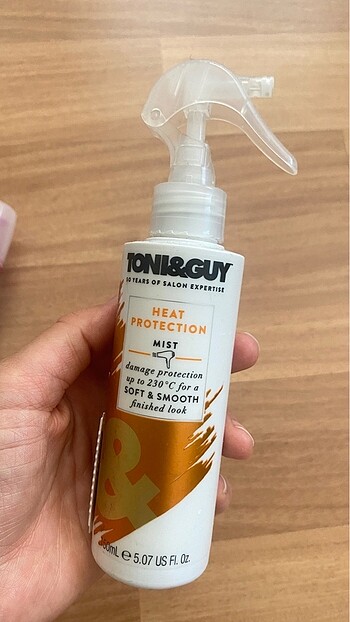 TONI&GUY
50 YEARS OF SALON EXPERTISE
HEAT
PROTECTION
MIST
damage protection
up to 230°C for a
SOFT & SMOOTH
finished look
&
℮ 5.07 US Fl. Oz.